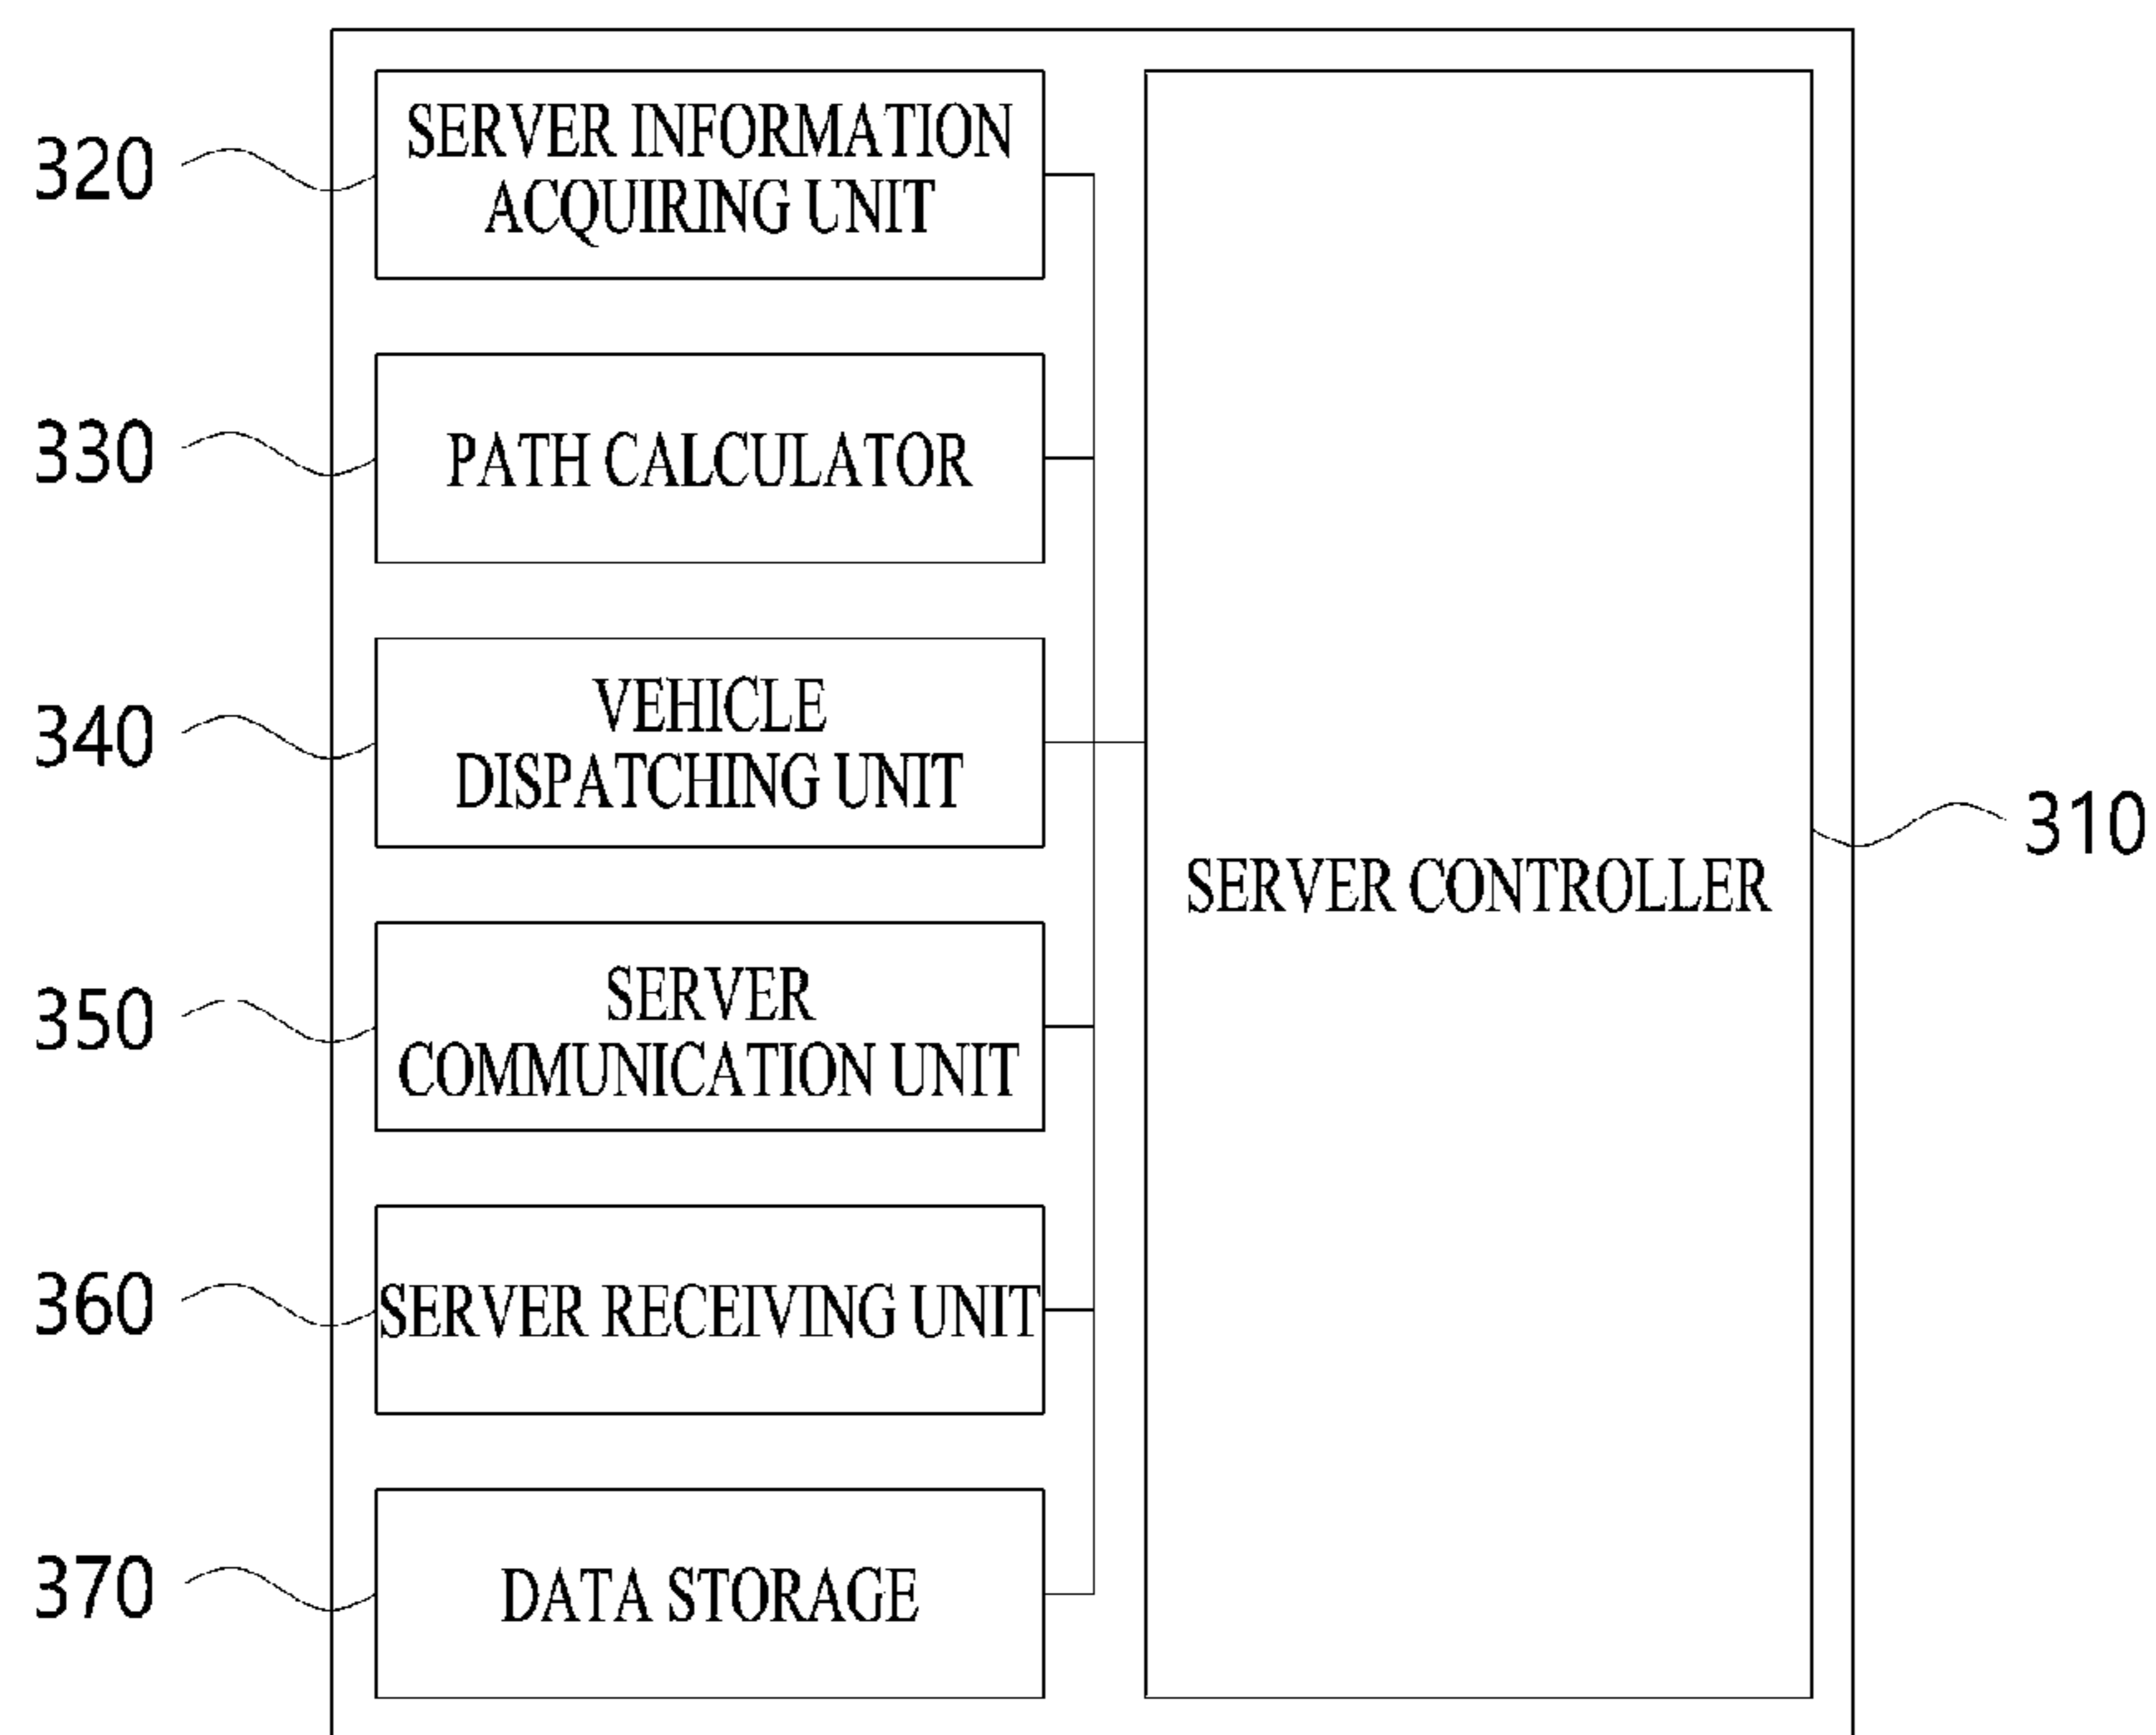 320
SERVER INFORMATION
ACQUIRING UNIT
330
PATH CALCULATOR
340
VEHICLE
DISPATCHING UNIT
310
SERVER CONTROLLER
350
SERVER
COMMUNICATION UNIT
360
SERVER RECEIVING UNIT
370
DATA STORAGE